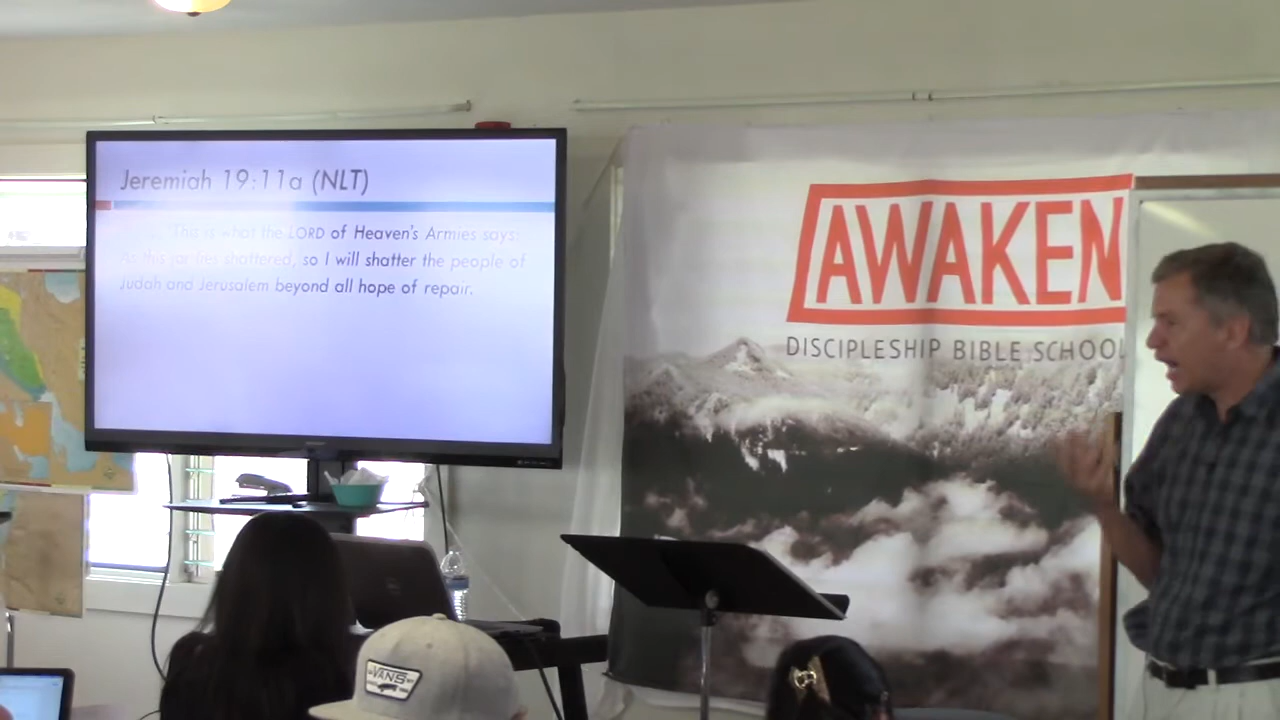 Jeremiah 19:11a (NLT)
'This is what the LORD of Heaven's Armies says:
As this jar lies shattered, so I will shatter the people of
Judah and Jerusalem beyond all hope of repair.
AWAKEN
DISCIPLESHIP BIBLE SCHOOL
VANS